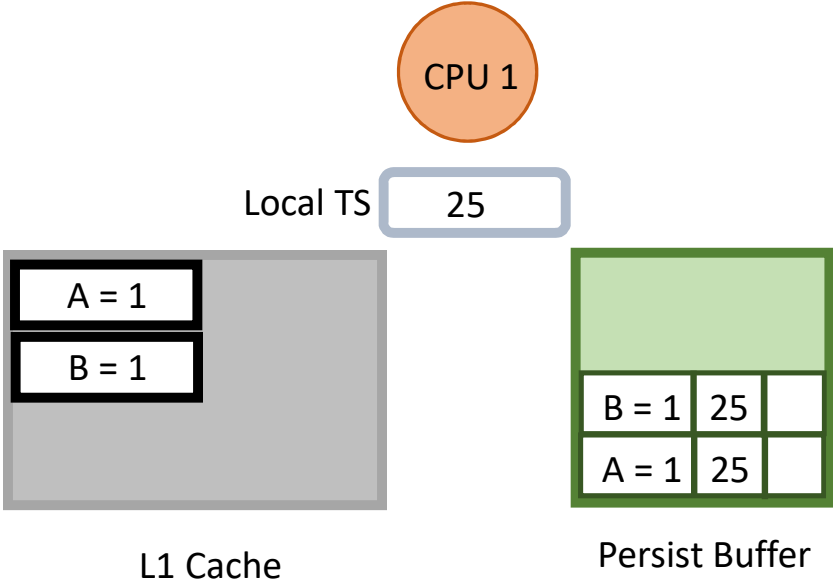 CPU 1
Local TS 25
A = 1
B = 1
B = 1 25
A = 1 25
L1 Cache
Persist Buffer